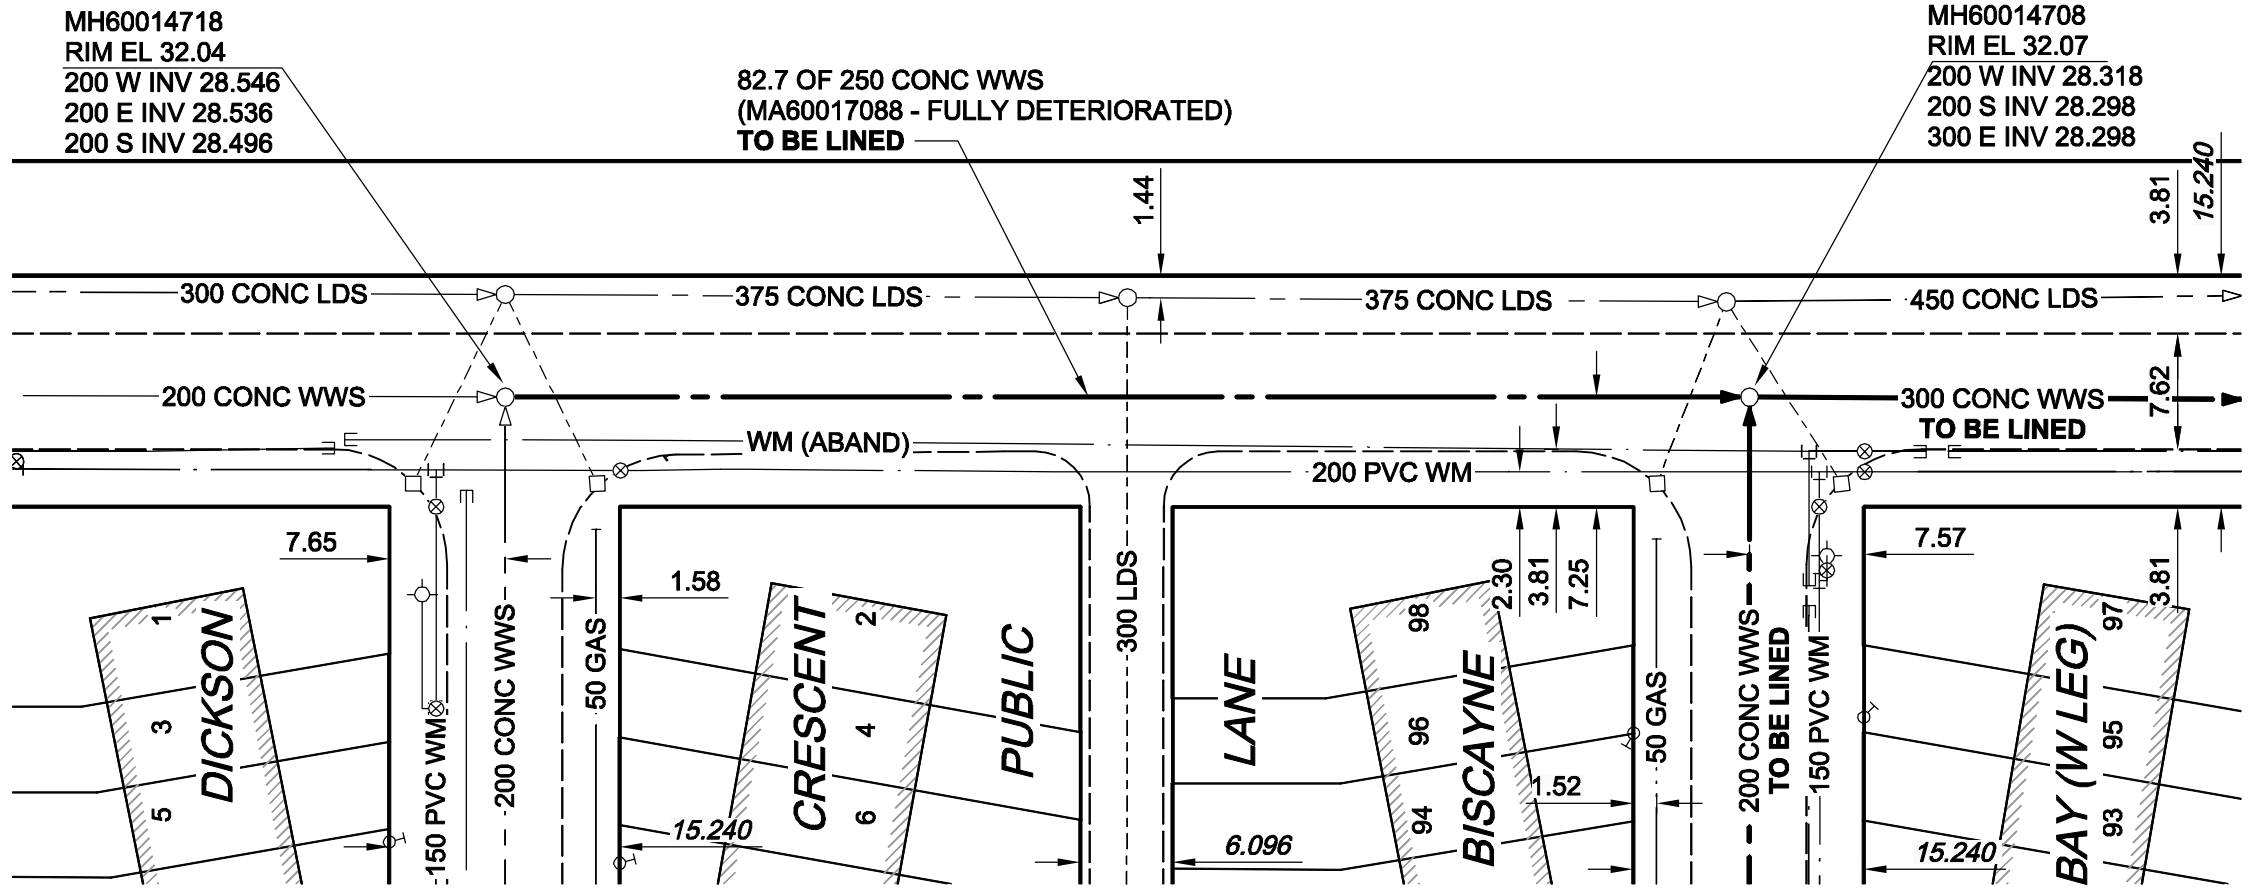 MH60014718
RIM EL 32.04
200 W INV 28.546
200 E INV 28.536
200 S INV 28.496
82.7 OF 250 CONC WWS
(MA60017088 - FULLY DETERIORATED)
TO BE LINED
MH60014708
RIM EL 32.07
200 W INV 28.318
200 S INV 28.298
300 E INV 28.298
1.44
3.81
15.240
300 CONC LDS
375 CONC LDS
375 CONC LDS
450 CONC LDS
200 CONC WWS
300 CONC WWS
TO BE LINED
7.62
WM (ABAND)
200 PVC WM
7.65
1.58
2.30
3.81
7.25
7.57
3.81
1
3
5
DICKSON
150 PVC WM
200 CONC WWS
50 GAS
CRESCENT
2
4
6
15.240
PUBLIC
300 LDS
LANE
6.096
98
96
94
BISCAYNE
1.52
50 GAS
200 CONC WWS
TO BE LINED
150 PVC WM
15.240
BAY (W LEG)
97
95
93